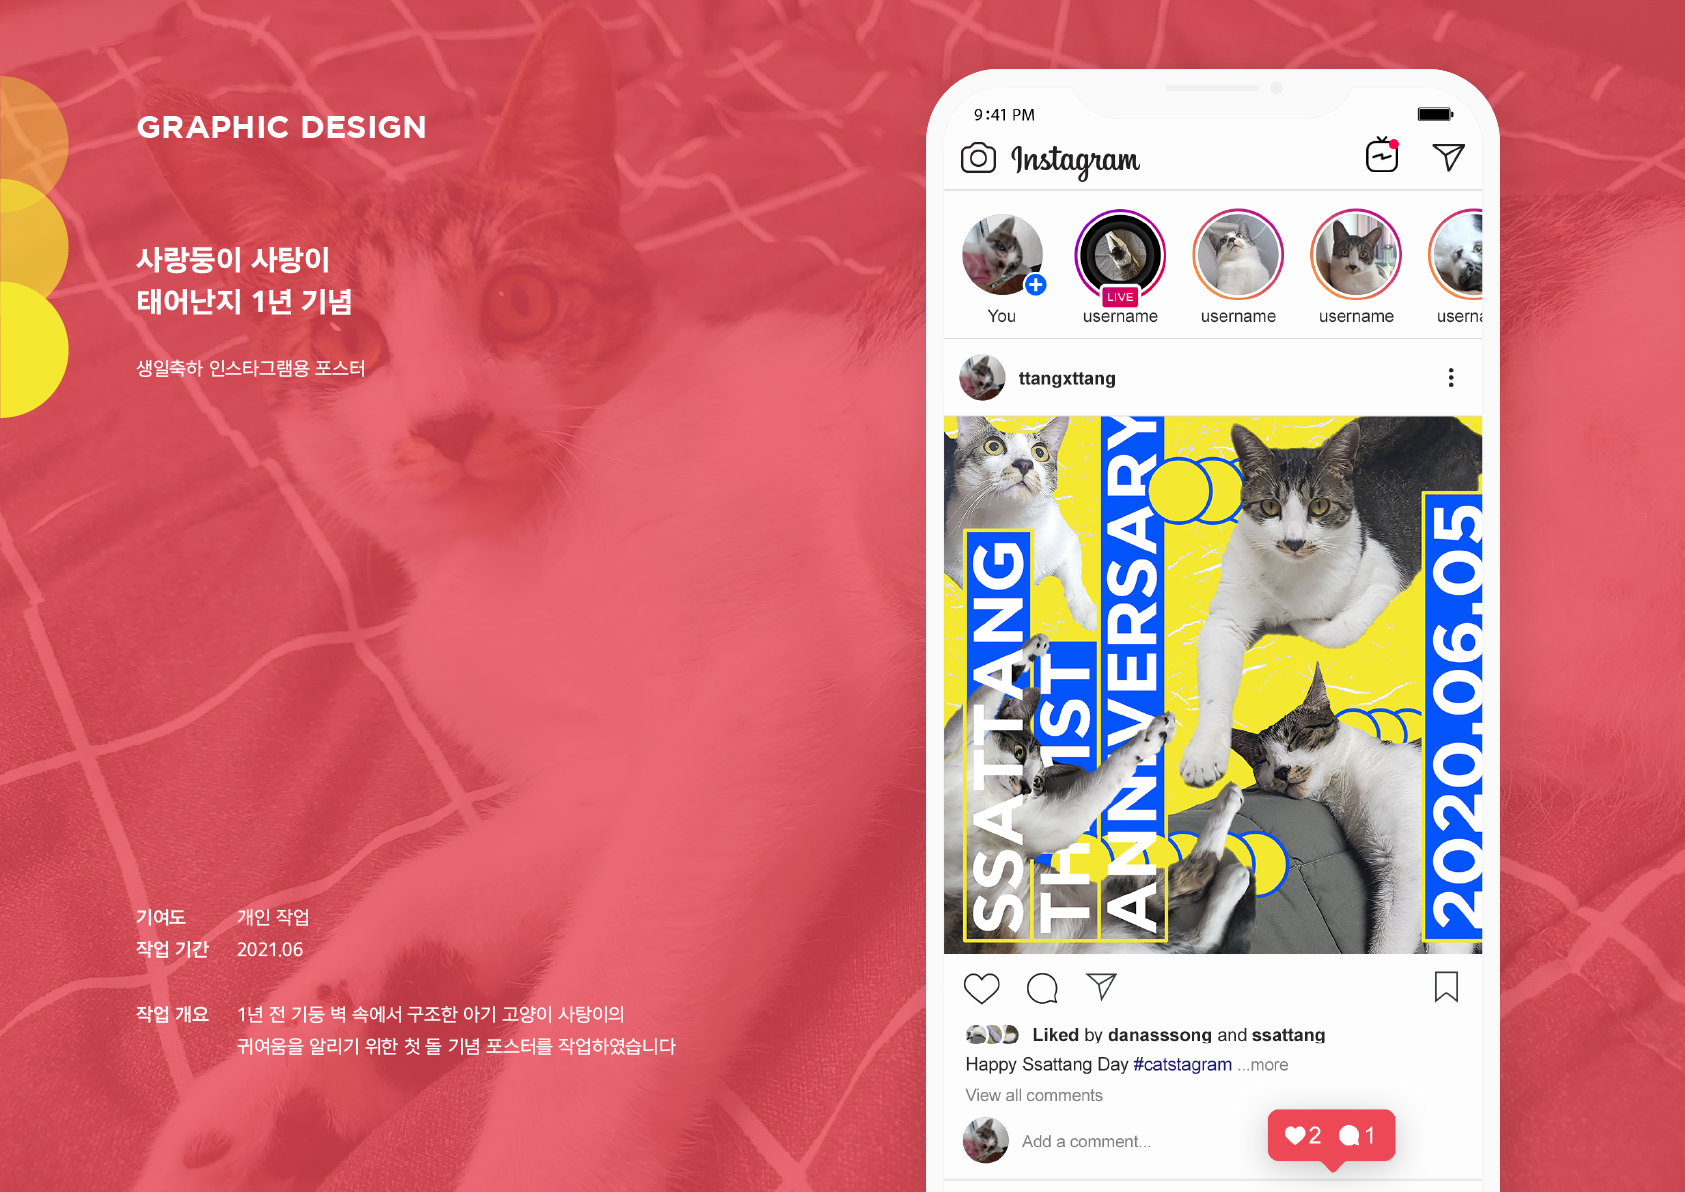 GRAPHIC DESIGN
사랑둥이 사탕이
태어난지 1년 기념
생일축하 인스타그램용 포스터
기여도 개인 작업
작업 기간 2021.06
작업 개요 1년 전 기둥 벽 속에서 구조한 아기 고양이 사탕이의
귀여움을 알리기 위한 첫 돌 기념 포스터를 작업하였습니다
9:41 PM
Instagram
LIVE
You username username username userna
ttangxttang
SSATTANG
TH 1ST
ANNIVERSARY
2020.06.05
Liked by danasssong and ssattang
Happy Ssattang Day #catstagram ...more
View all comments
Add a comment...
2 1